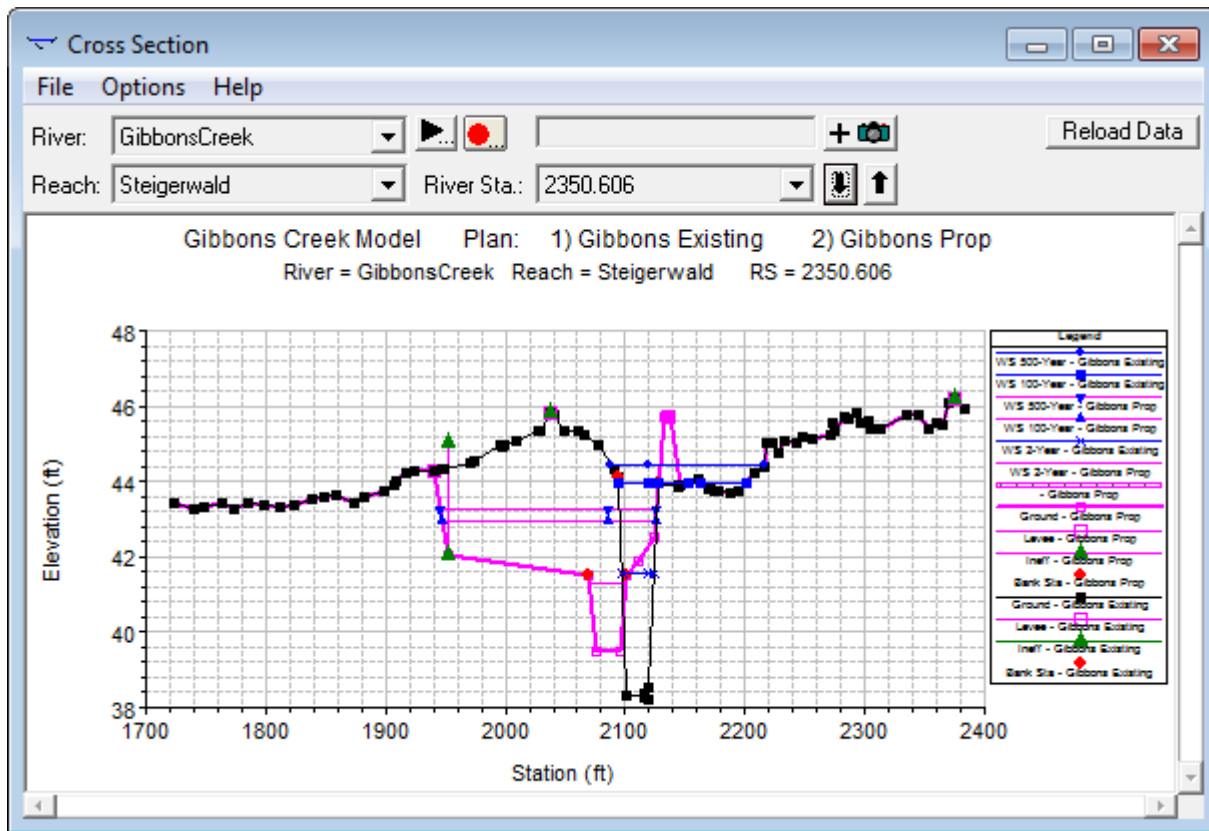 Cross Section
File Options Help
River: GibbonsCreek ... ... Reload Data
Reach: Steigerwald River Sta.: 2350.606
Gibbons Creek Model Plan: 1) Gibbons Existing 2) Gibbons Prop
River = GibbonsCreek Reach = Steigerwald RS = 2350.606
48
46
44
42
40
38
Elevation (ft)
1700 1800 1900 2000 2100 2200 2300 2400
Station (ft)
Legend
WS 500-Year - Gibbons Existing
WS 100-Year - Gibbons Existing
WS 500-Year - Gibbons Prop
WS 100-Year - Gibbons Prop
WS 2-Year - Gibbons Existing
WS 2-Year - Gibbons Prop
- Gibbons Prop
Ground - Gibbons Prop
Levee - Gibbons Prop
Ineff - Gibbons Prop
Bank Sta - Gibbons Prop
Ground - Gibbons Existing
Levee - Gibbons Existing
Ineff - Gibbons Existing
Bank Sta - Gibbons Existing